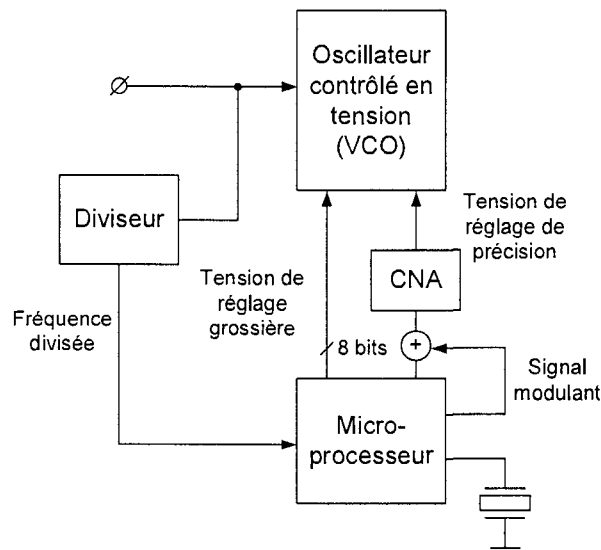 Oscillateur
contrôlé en
tension
(VCO)
Diviseur
Tension de
réglage de
précision
Tension de
réglage
grossière
CNA
Fréquence
divisée
8 bits
+
Signal
modulant
Micro-
processeur